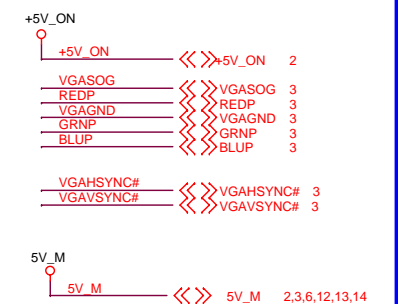 +5V_ON
+5V_ON +5V_ON 2
VGASOG VGASOG 3
REDP REDP 3
VGAGND VGAGND 3
GRNP GRNP 3
BLUP BLUP 3
VGAHSYNC# VGAHSYNC# 3
VGAVSYNC# VGAVSYNC# 3
5V_M
5V_M 5V_M 2,3,6,12,13,14